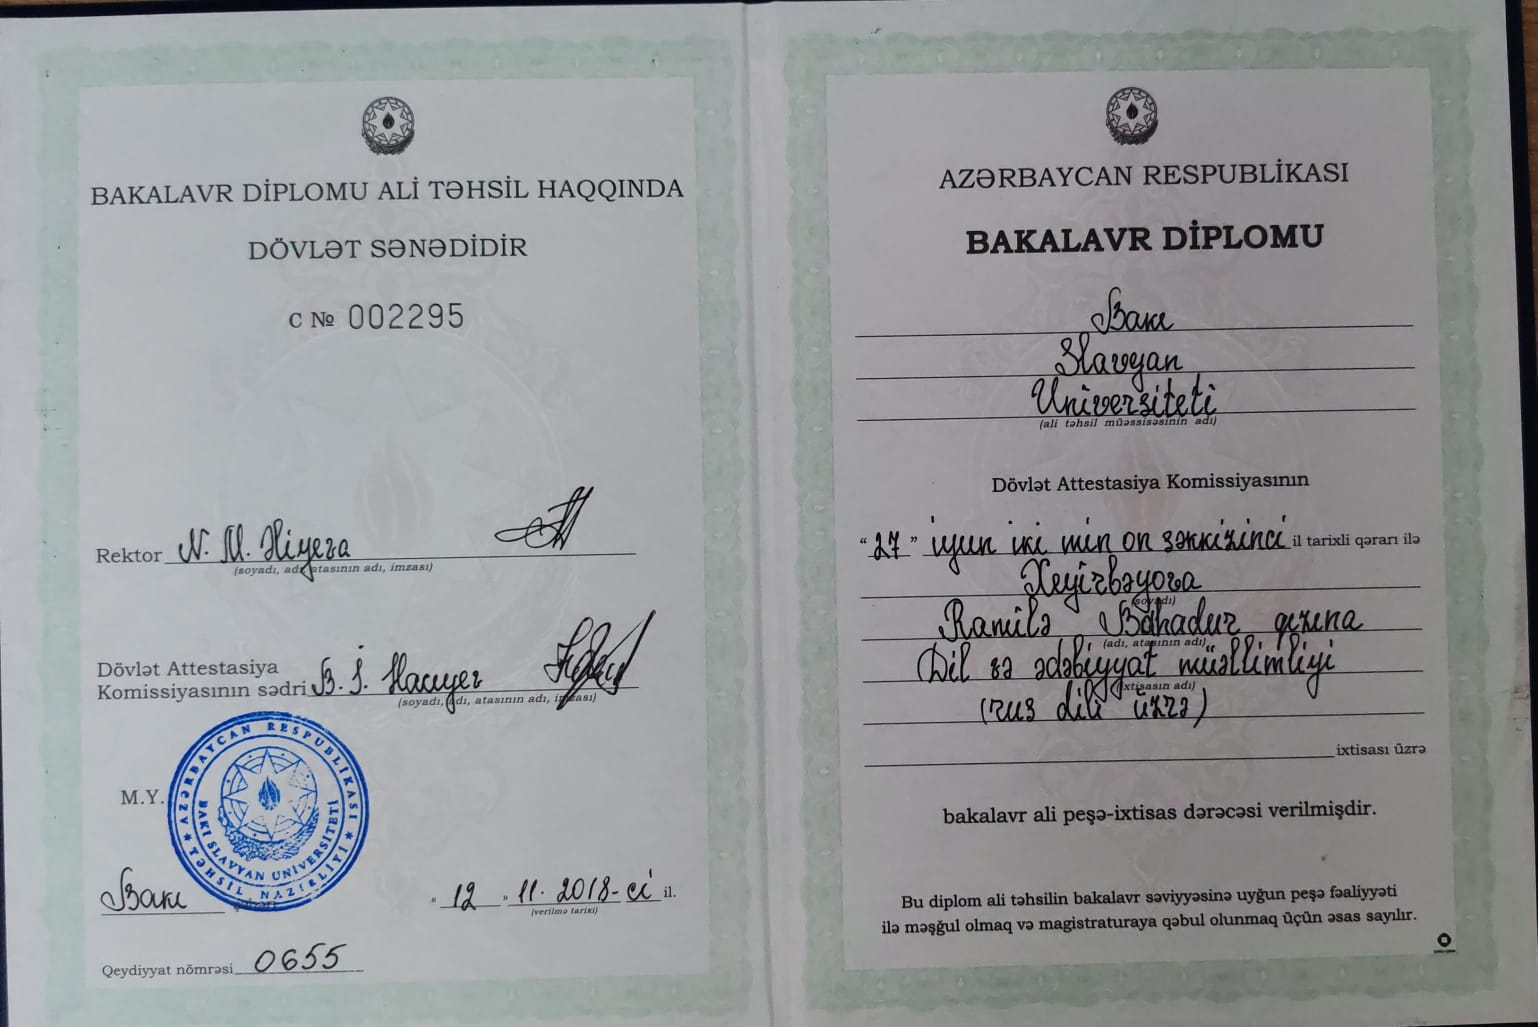 BAKALAVR DİPLOMU ALİ TƏHSİL HAQQINDA
DÖVLƏT SƏNƏDİDİR
C № 002295
Rektor N. M. Əliyeva
(soyadı, adı, atasının adı, imzası)
Dövlət Attestasiya
Komissiyasının sədri B. İ. Hacıyev
(soyadı, adı, atasının adı, imzası)
M.Y.
AZƏRBAYCAN RESPUBLİKASI
TƏHSİL NAZİRLİYİ
BAKI SLAVYAN UNİVERSİTETİ
Bakı
"12" 11. 2018-ci il.
(verilmə tarixi)
Qeydiyyat nömrəsi 0655
AZƏRBAYCAN RESPUBLİKASI
BAKALAVR DİPLOMU
Bakı
Slavyan
Universiteti
(ali təhsil müəssisəsinin adı)
Dövlət Attestasiya Komissiyasının
"27" iyun iki min on səkkizinci il tarixli qərarı ilə
Xeyirbəyova
(soyadı)
Ramilə Bahadur qızına
(adı, atasının adı)
Dil və ədəbiyyat müəllimliyi
(ixtisasın adı)
(rus dili üzrə)
ixtisası üzrə
bakalavr ali peşə-ixtisas dərəcəsi verilmişdir.
Bu diplom ali təhsilin bakalavr səviyyəsinə uyğun peşə fəaliyyəti
ilə məşğul olmaq və magistraturaya qəbul olunmaq üçün əsas sayılır.